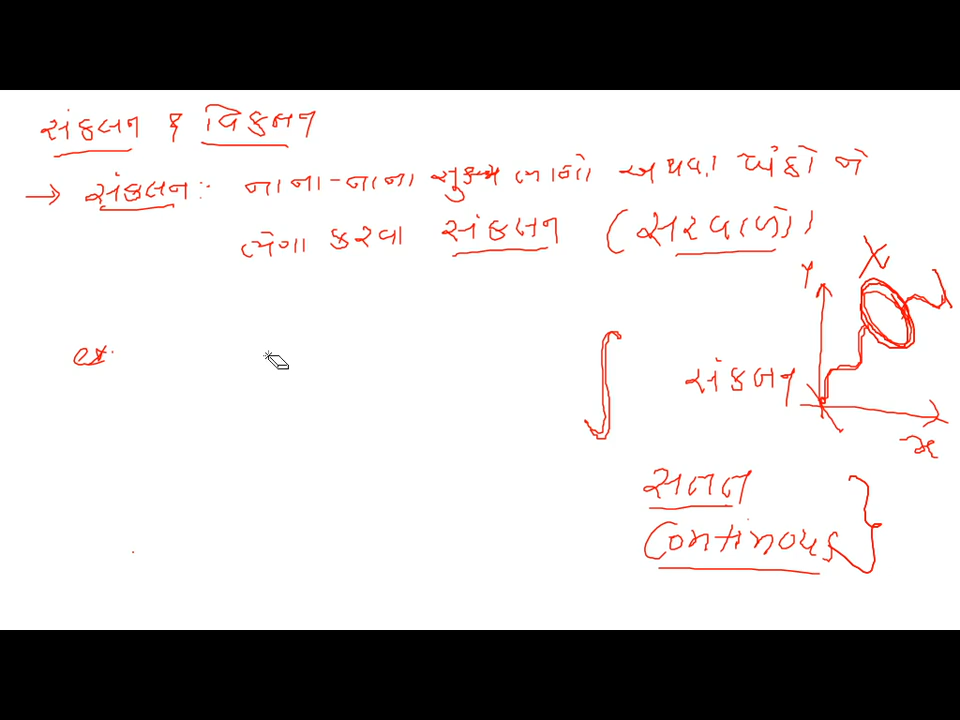 સંકલન & વિકલન
→ સંકલન: નાના-નાના સુક્ષ્મ ભાગો અથવા અંકો ને
ભેગા કરવા સંકલન (સરવાળો)
Y X
ex:
∫ સંકલન
x
સતત
Continous